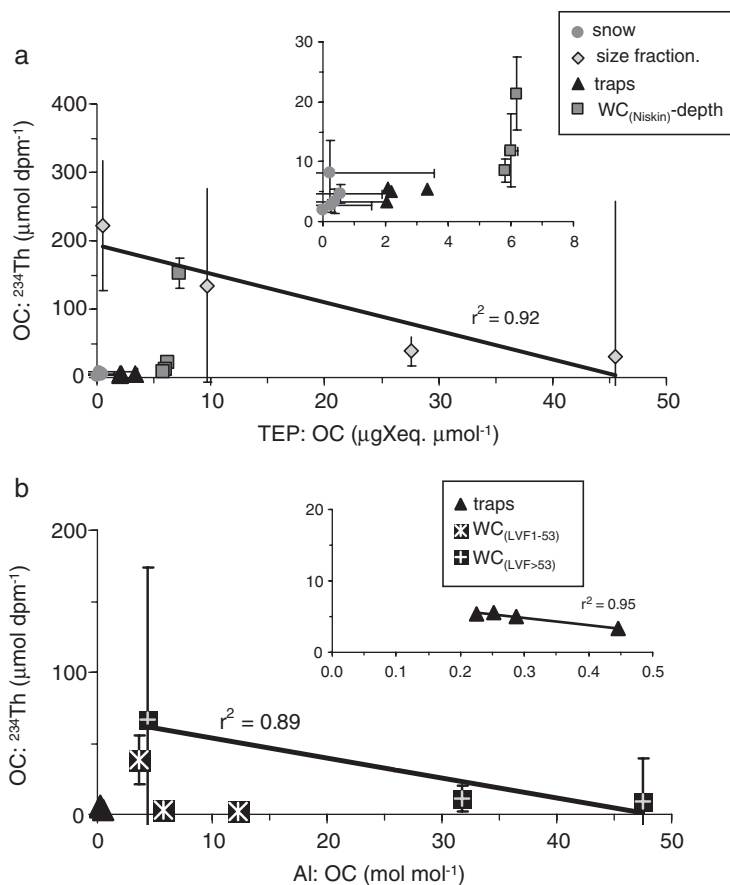 a
snow
size fraction.
traps
WC(Niskin)-depth
30
20
10
0
0 2 4 6 8
400
300
200
150
100
50
0
r² = 0.92
0 10 20 30 40 50
OC: ²³⁴Th (μmol dpm⁻¹)
TEP: OC (μgXeq. μmol⁻¹)
b
traps
WC(LVF1-53)
WC(LVF>53)
20
10
0
r² = 0.95
0.0 0.1 0.2 0.3 0.4 0.5
200
100
0
r² = 0.89
0 10 20 30 40 50
OC: ²³⁴Th (μmol dpm⁻¹)
Al: OC (mol mol⁻¹)